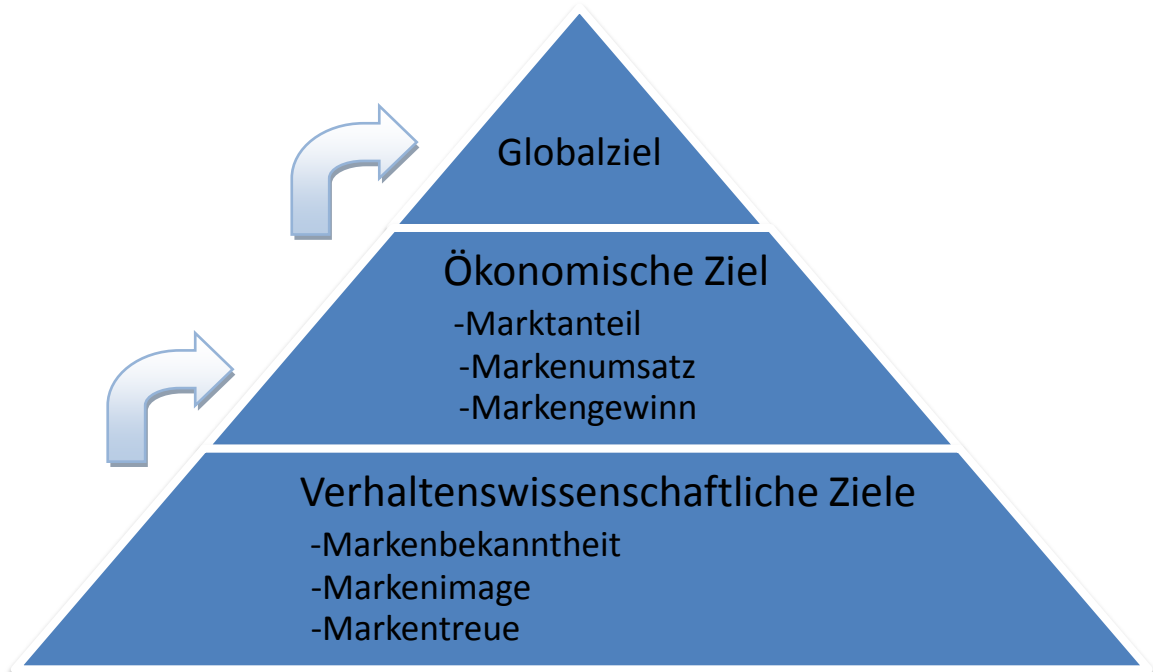 Globalziel
Ökonomische Ziel
-Marktanteil
-Markenumsatz
-Markengewinn
Verhaltenswissenschaftliche Ziele
-Markenbekanntheit
-Markenimage
-Markentreue